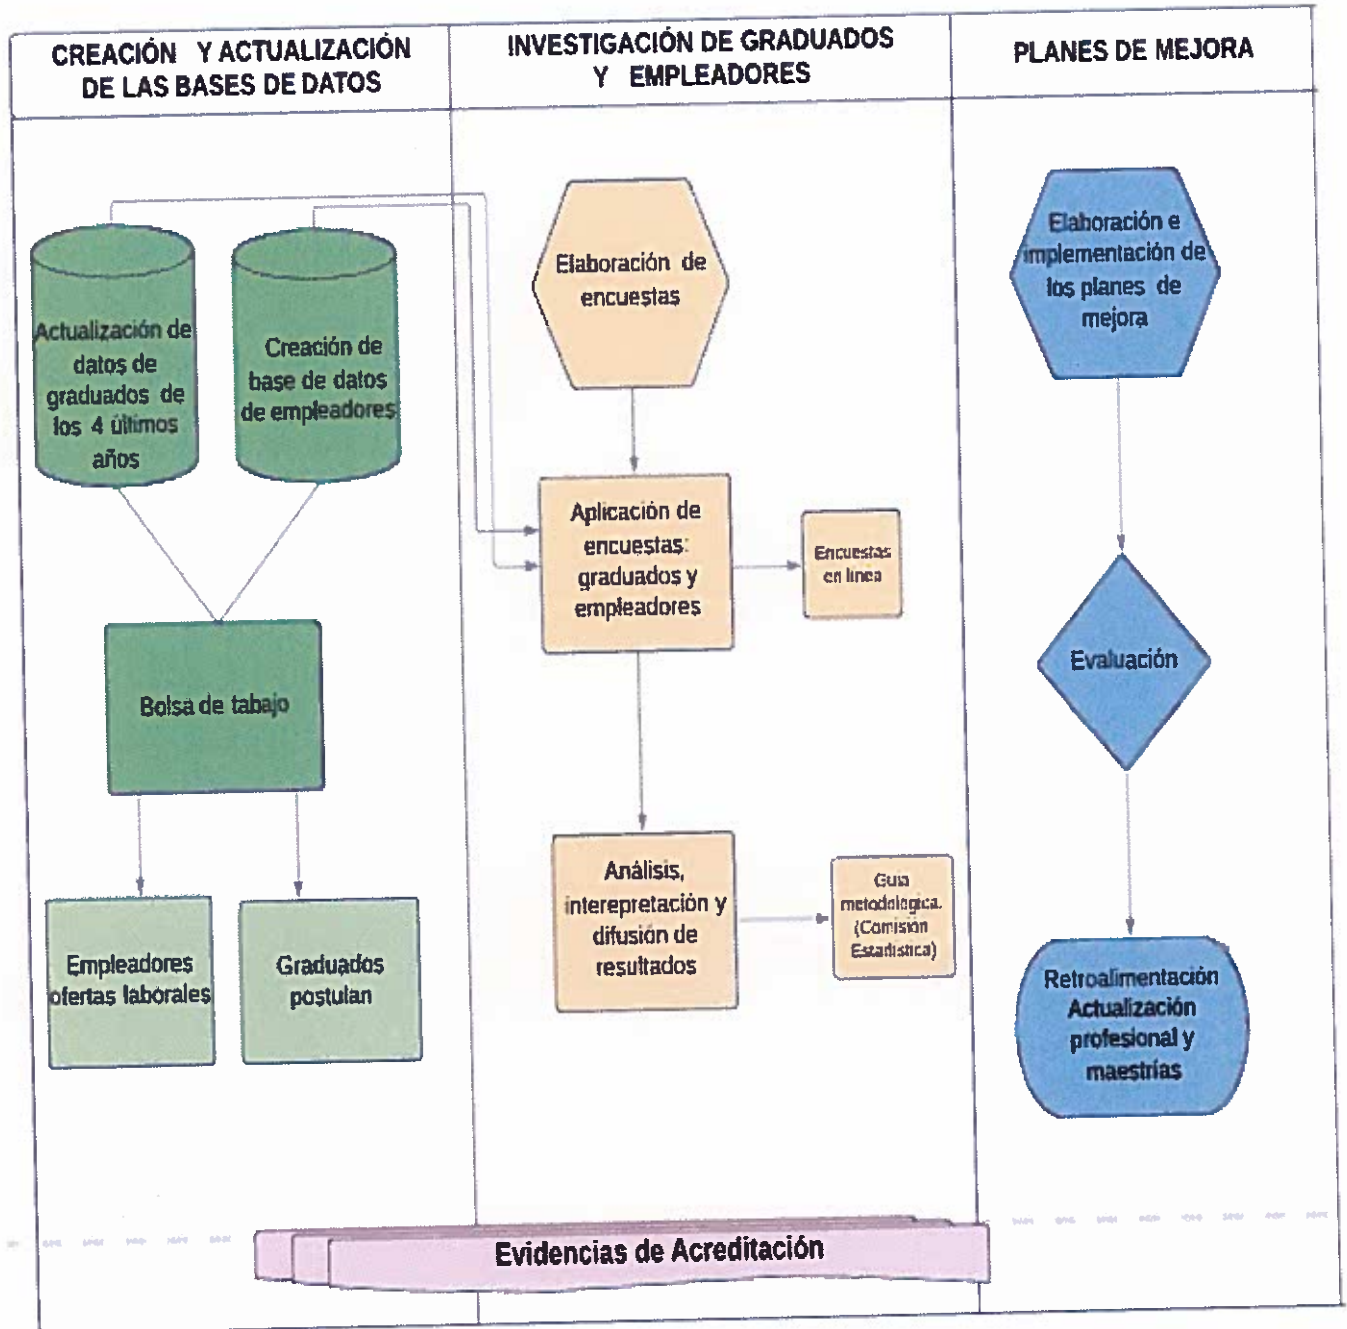 CREACIÓN Y ACTUALIZACIÓN
DE LAS BASES DE DATOS
INVESTIGACIÓN DE GRADUADOS
Y EMPLEADORES
PLANES DE MEJORA
Actualización de
datos de
graduados de
los 4 últimos
años
Creación de
base de datos
de empleadores
Bolsa de tabajo
Empleadores
ofertas laborales
Graduados
postulan
Elaboración de
encuestas
Aplicación de
encuestas:
graduados y
empleadores
Encuestas
en línea
Análisis,
interepretación y
difusión de
resultados
Guía
metodológica.
(Comisión
Estadística)
Elaboración e
implementación de
los planes de
mejora
Evaluación
Retroalimentación
Actualización
profesional y
maestrías
Evidencias de Acreditación